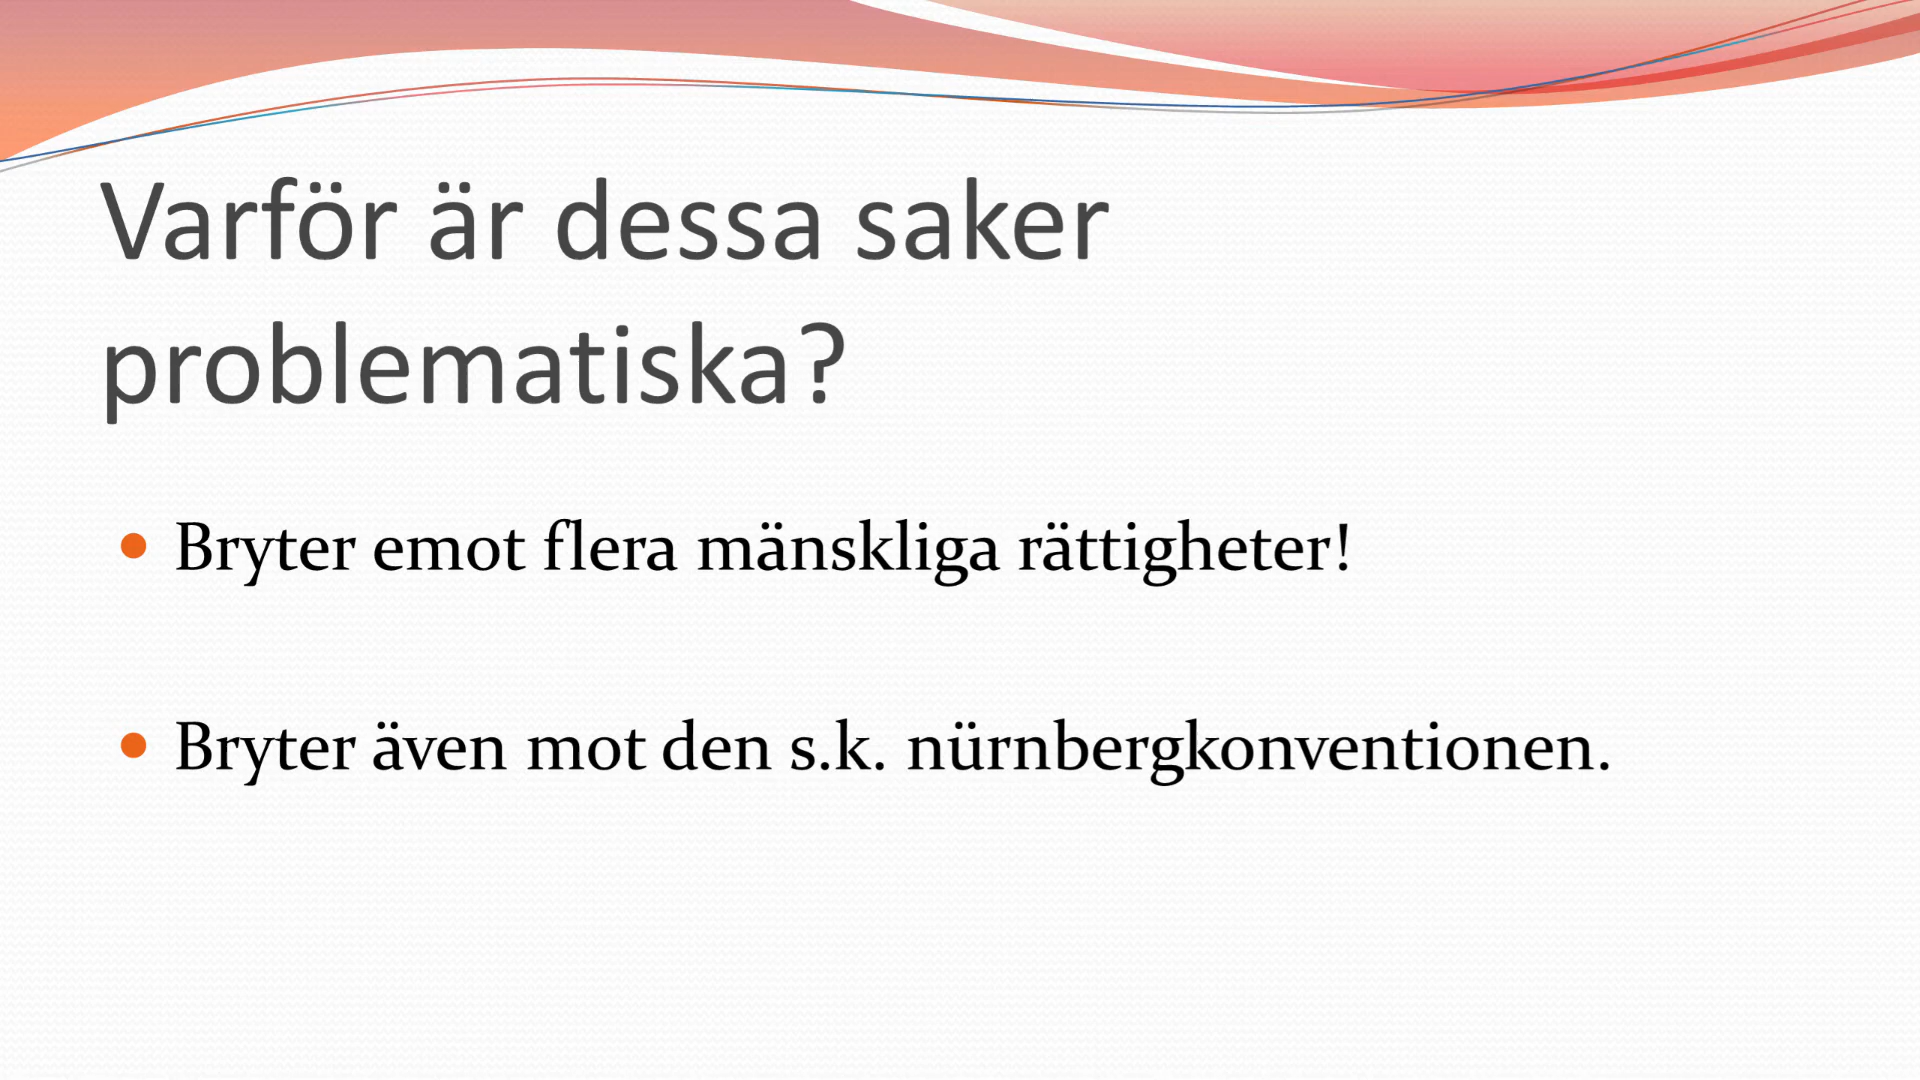 Varför är dessa saker
problematiska?
Bryter emot flera mänskliga rättigheter!
Bryter även mot den s.k. nürnbergkonventionen.